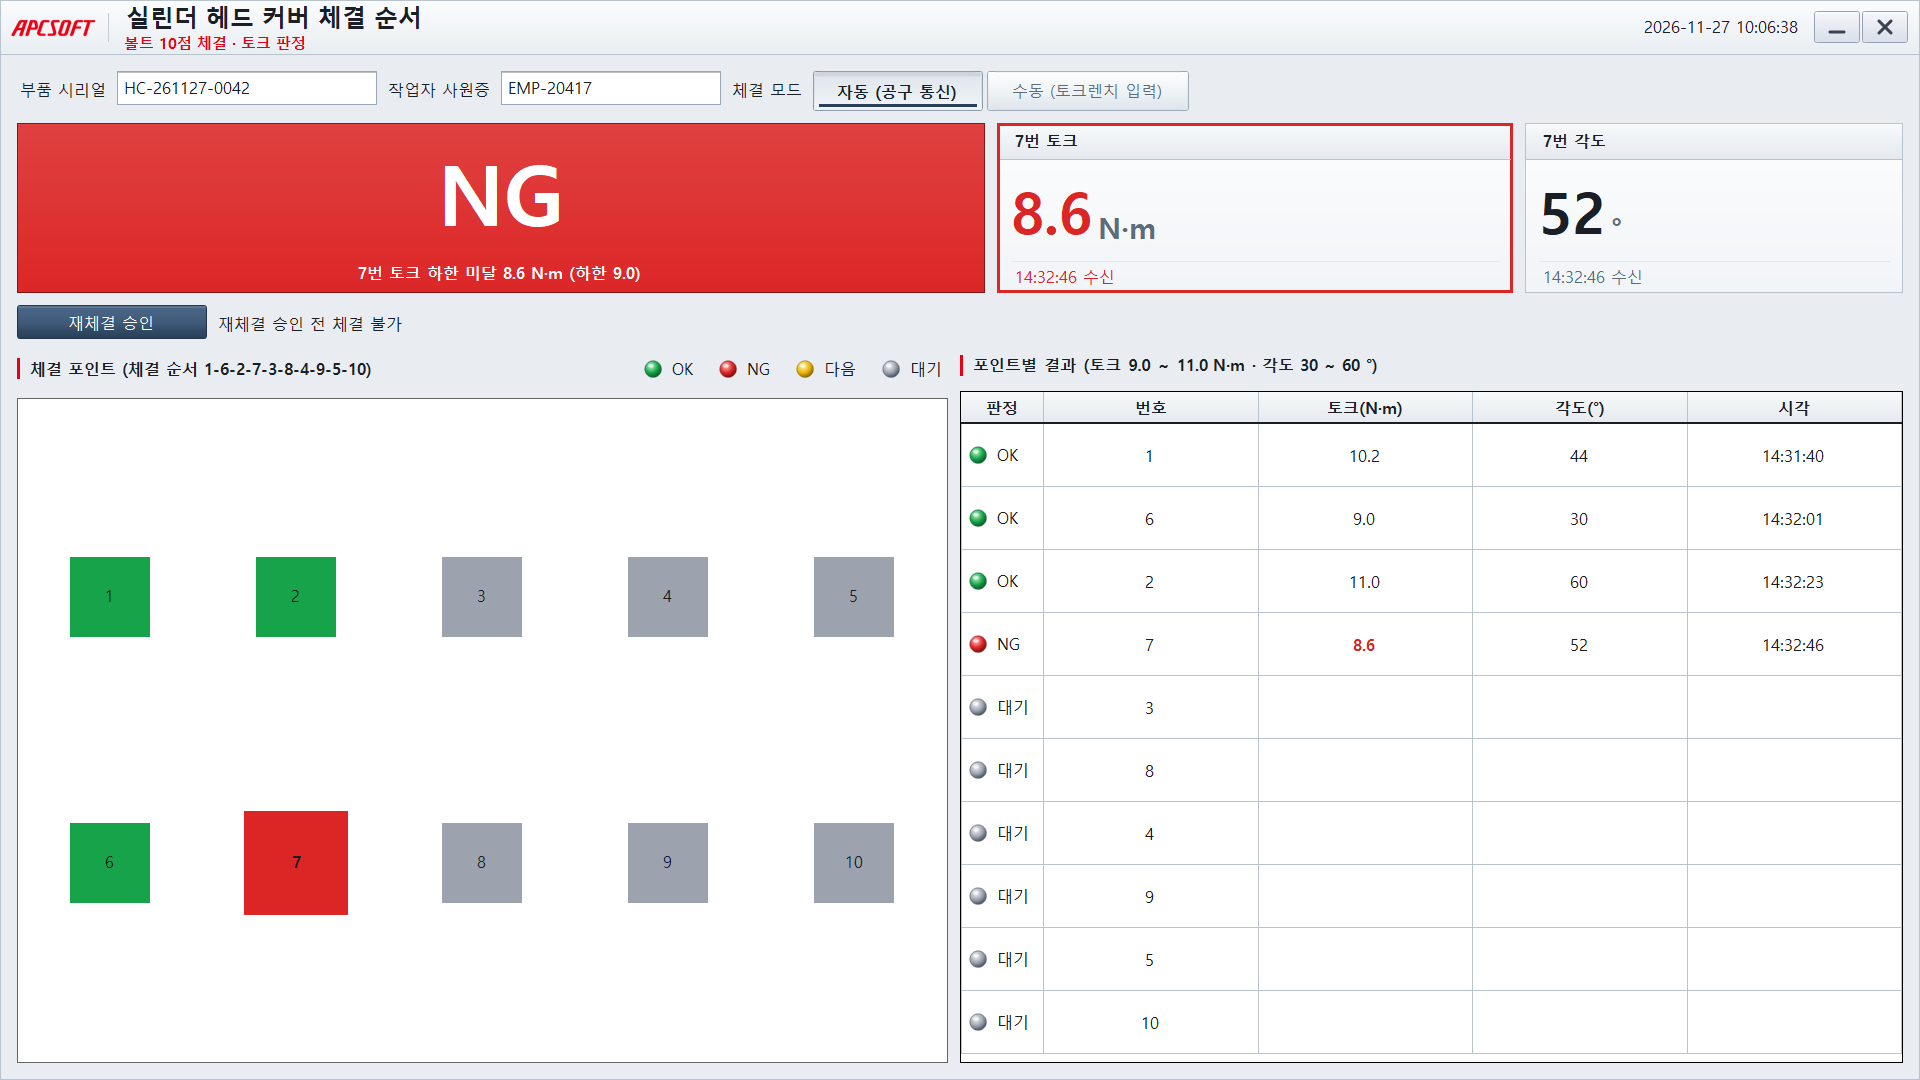 APCSOFT
실린더 헤드 커버 체결 순서
볼트 10점 체결 · 토크 판정
2026-11-27 10:06:38
부품 시리얼 HC-261127-0042 작업자 사원증 EMP-20417 체결 모드 자동 (공구 통신) 수동 (토크렌치 입력)
NG
7번 토크 하한 미달 8.6 N·m (하한 9.0)
7번 토크
8.6 N·m
14:32:46 수신
7번 각도
52 °
14:32:46 수신
재체결 승인 재체결 승인 전 체결 불가
체결 포인트 (체결 순서 1-6-2-7-3-8-4-9-5-10)
OK NG 다음 대기
1 2 3 4 5
6 7 8 9 10
포인트별 결과 (토크 9.0 ~ 11.0 N·m · 각도 30 ~ 60 °)
판정 번호 토크(N·m) 각도(°) 시각
OK 1 10.2 44 14:31:40
OK 6 9.0 30 14:32:01
OK 2 11.0 60 14:32:23
NG 7 8.6 52 14:32:46
대기 3
대기 8
대기 4
대기 9
대기 5
대기 10